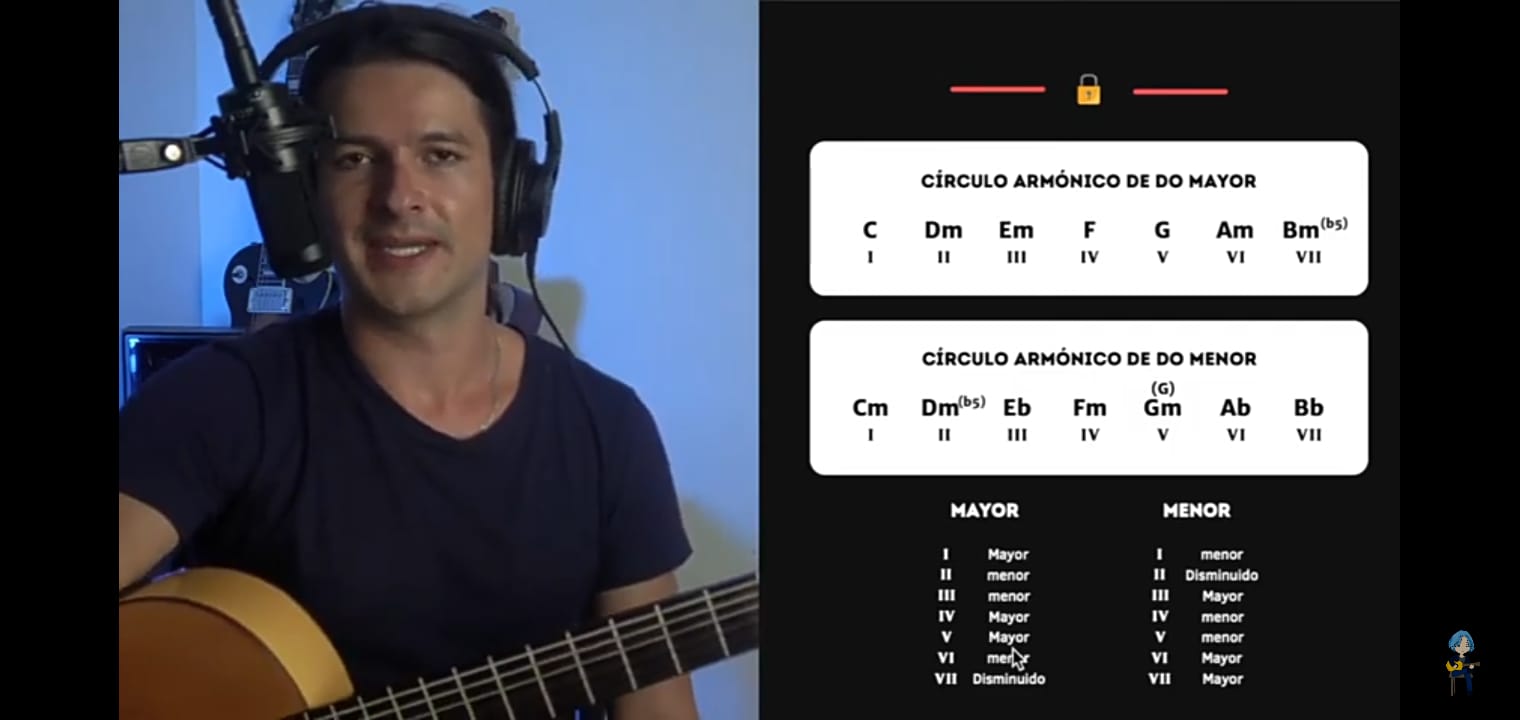 CÍRCULO ARMÓNICO DE DO MAYOR
C Dm Em F G Am Bm(b5)
I II III IV V VI VII
CÍRCULO ARMÓNICO DE DO MENOR
(G)
Cm Dm(b5) Eb Fm Gm Ab Bb
I II III IV V VI VII
MAYOR MENOR
I Mayor I menor
II menor II Disminuido
III menor III Mayor
IV Mayor IV menor
V Mayor V menor
VI menor VI Mayor
VII Disminuido VII Mayor